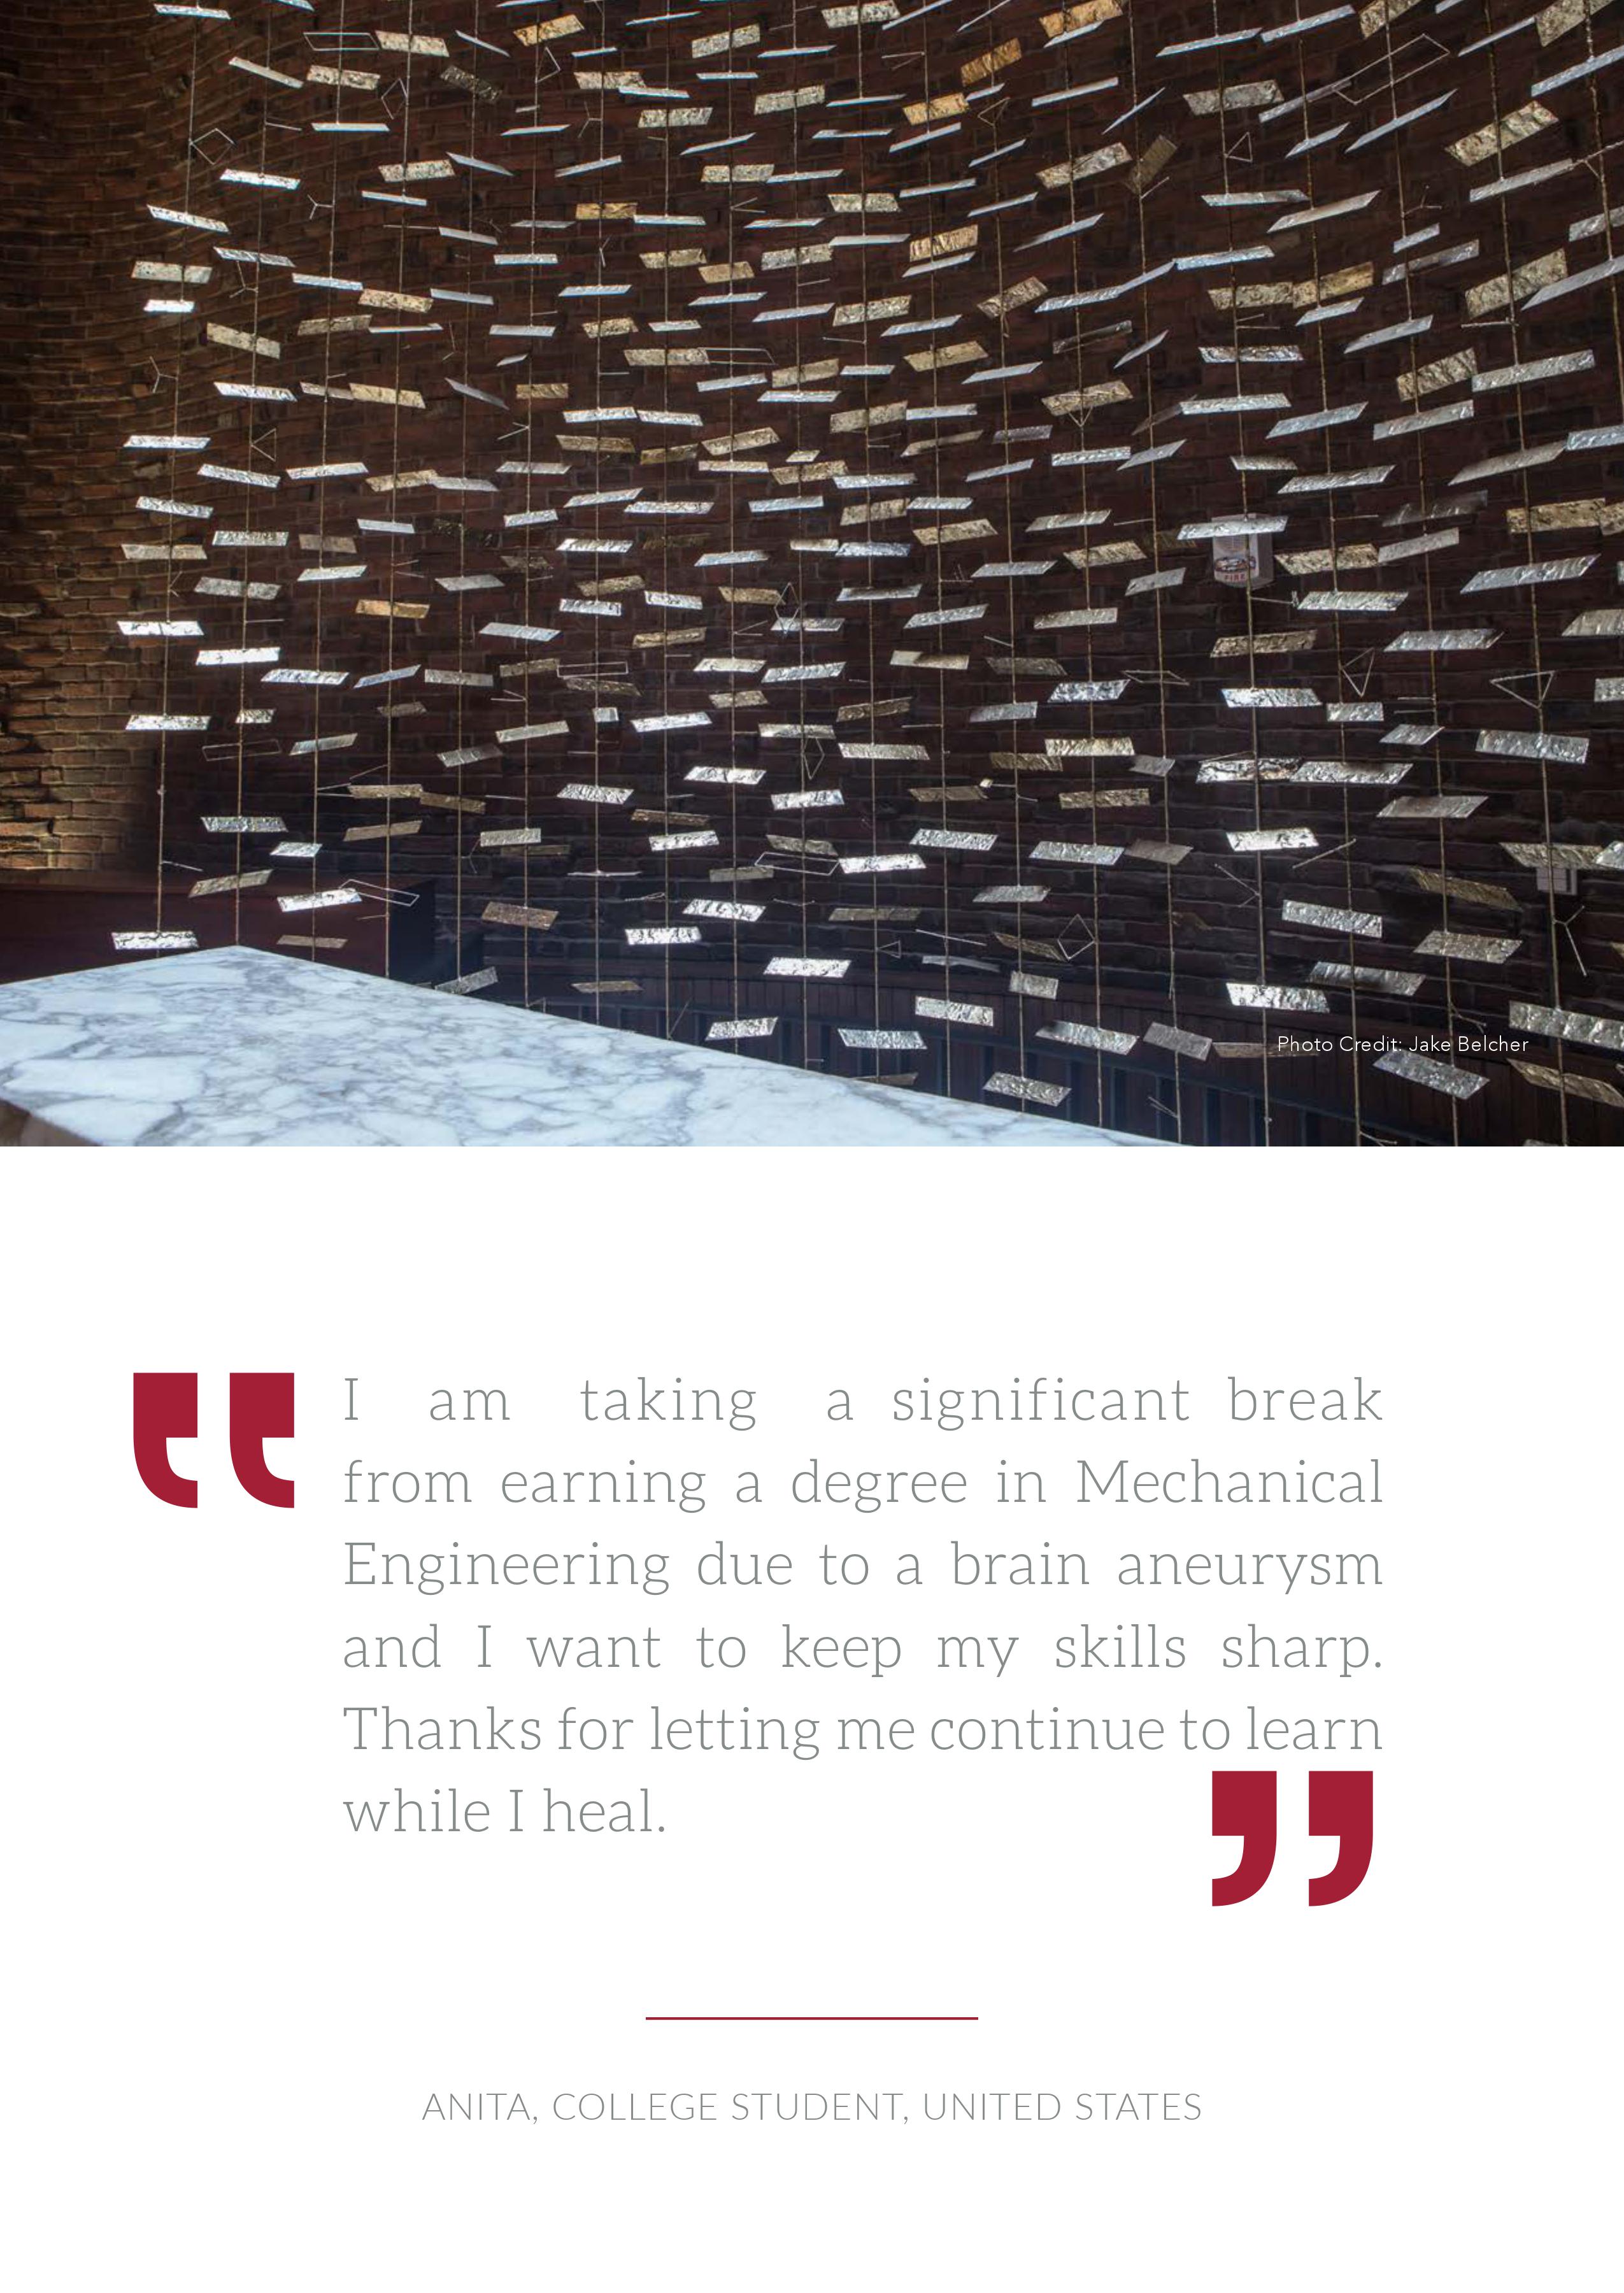 FIRE
Photo Credit: Jake Belcher
“I am taking a significant break
from earning a degree in Mechanical
Engineering due to a brain aneurysm
and I want to keep my skills sharp.
Thanks for letting me continue to learn
while I heal.”
ANITA, COLLEGE STUDENT, UNITED STATES